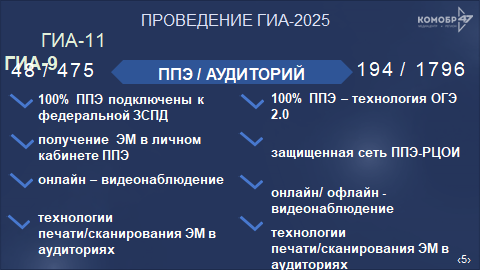 ПРОВЕДЕНИЕ ГИА-2025
КОМОБР
ГИА-11
ГИА-9
48 / 475
ППЭ / АУДИТОРИЙ
194 / 1796
100% ППЭ подключены к
федеральной ЗСПД
получение ЭМ в личном
кабинете ППЭ
онлайн – видеонаблюдение
технологии
печати/сканирования ЭМ в
аудиториях
100% ППЭ – технология ОГЭ
2.0
защищенная сеть ППЭ-РЦОИ
онлайн/ офлайн -
видеонаблюдение
технологии
печати/сканирования ЭМ в
аудиториях
‹5›